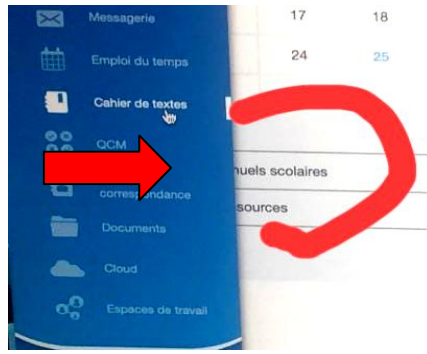 Messagerie
17 18
Emploi du temps
24 25
Cahier de textes
QCM
nuels scolaires
correspondance
sources
Documents
Cloud
Espaces de travail